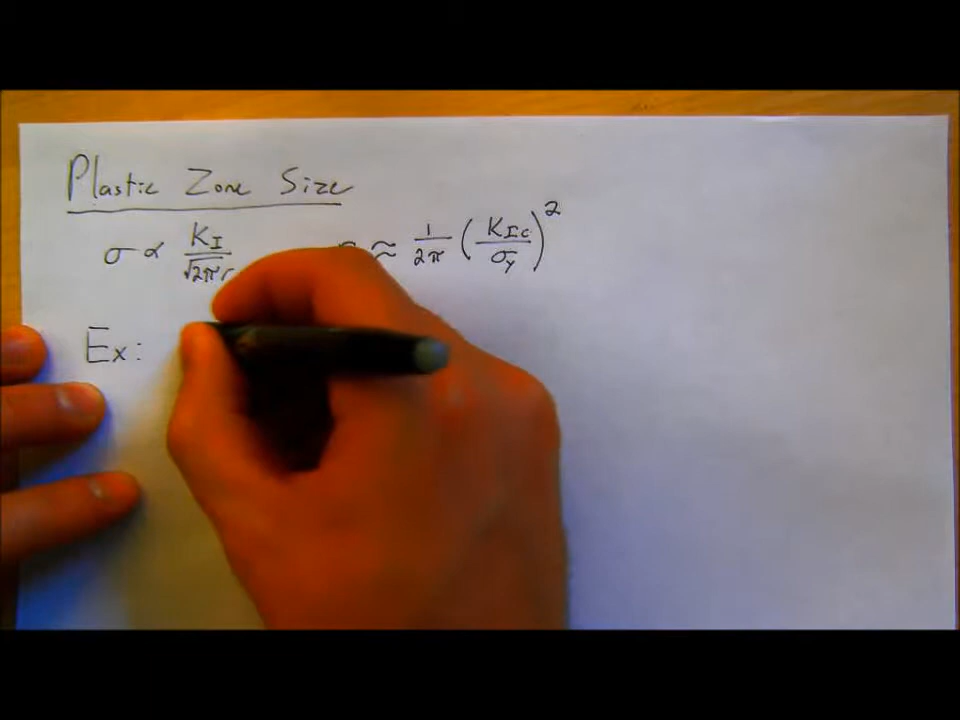 Plastic Zone Size
σ ∝ K_I / √2πr ≈ 1/2π (K_Ic / σ_y)^2
Ex: